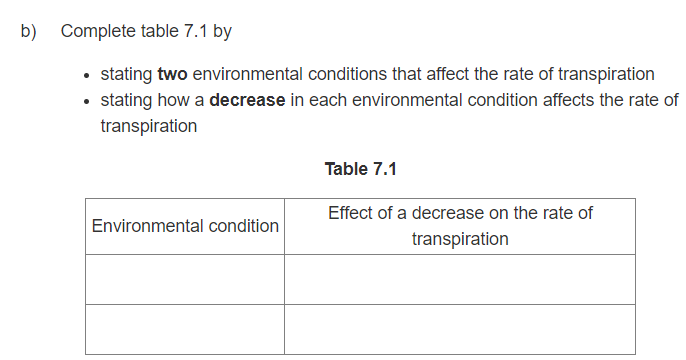 b) Complete table 7.1 by
• stating two environmental conditions that affect the rate of transpiration
• stating how a decrease in each environmental condition affects the rate of
transpiration
Table 7.1
Environmental condition
Effect of a decrease on the rate of
transpiration